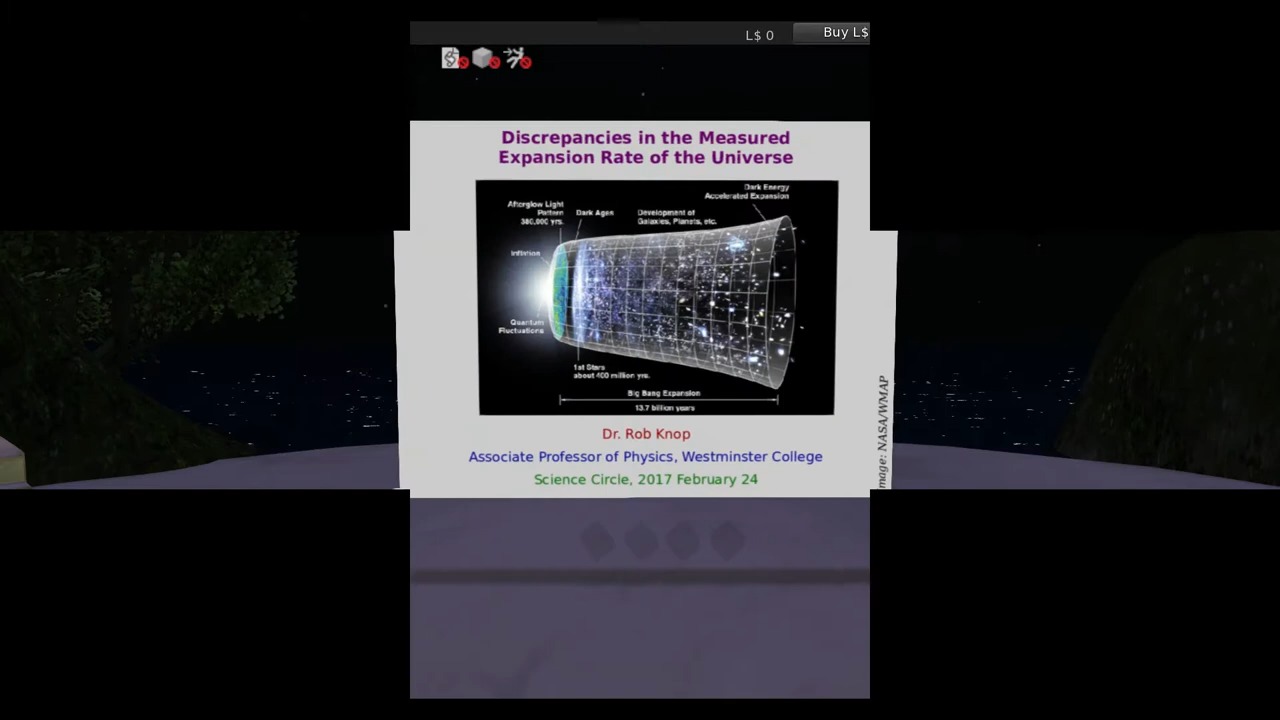 L$ 0 Buy L$
Discrepancies in the Measured
Expansion Rate of the Universe
Dark Energy
Accelerated Expansion
Afterglow Light
Pattern
380,000 yrs.
Dark Ages
Development of
Galaxies, Planets, etc.
Inflation
Quantum
Fluctuations
1st Stars
about 400 million yrs.
Big Bang Expansion
13.7 billion years
mage: NASA/WMAP
Dr. Rob Knop
Associate Professor of Physics, Westminster College
Science Circle, 2017 February 24